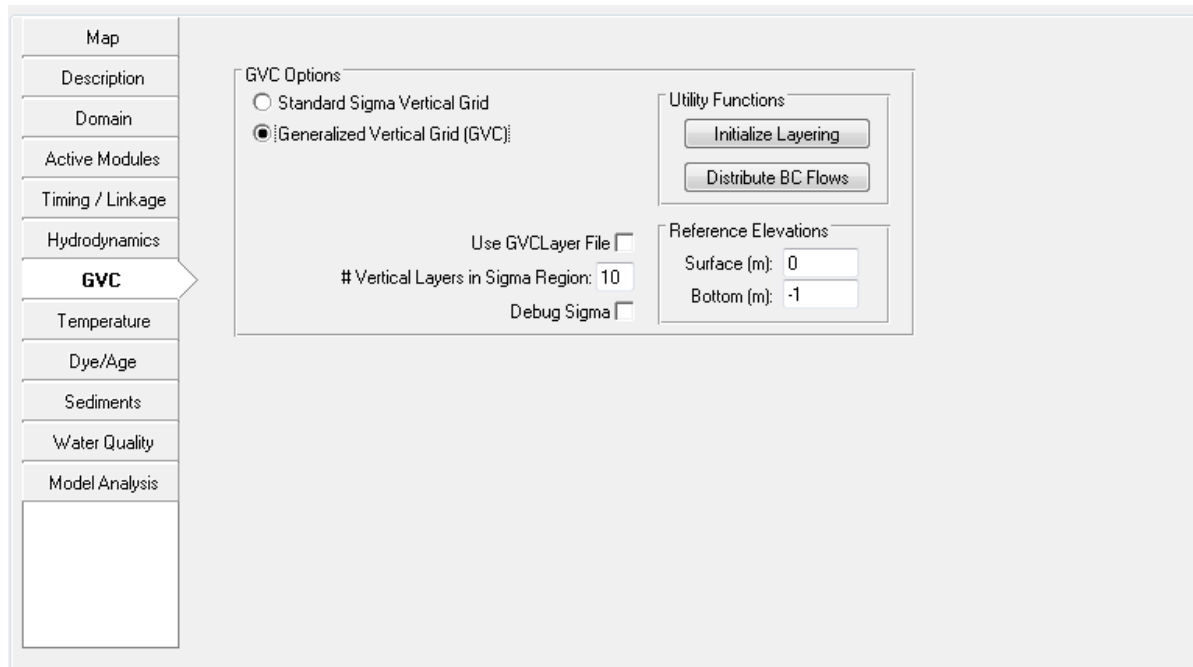 Map
Description
Domain
Active Modules
Timing / Linkage
Hydrodynamics
GVC
Temperature
Dye/Age
Sediments
Water Quality
Model Analysis
GVC Options
Standard Sigma Vertical Grid
Generalized Vertical Grid (GVC)
Use GVCLayer File
# Vertical Layers in Sigma Region: 10
Debug Sigma
Utility Functions
Initialize Layering
Distribute BC Flows
Reference Elevations
Surface (m): 0
Bottom (m): -1